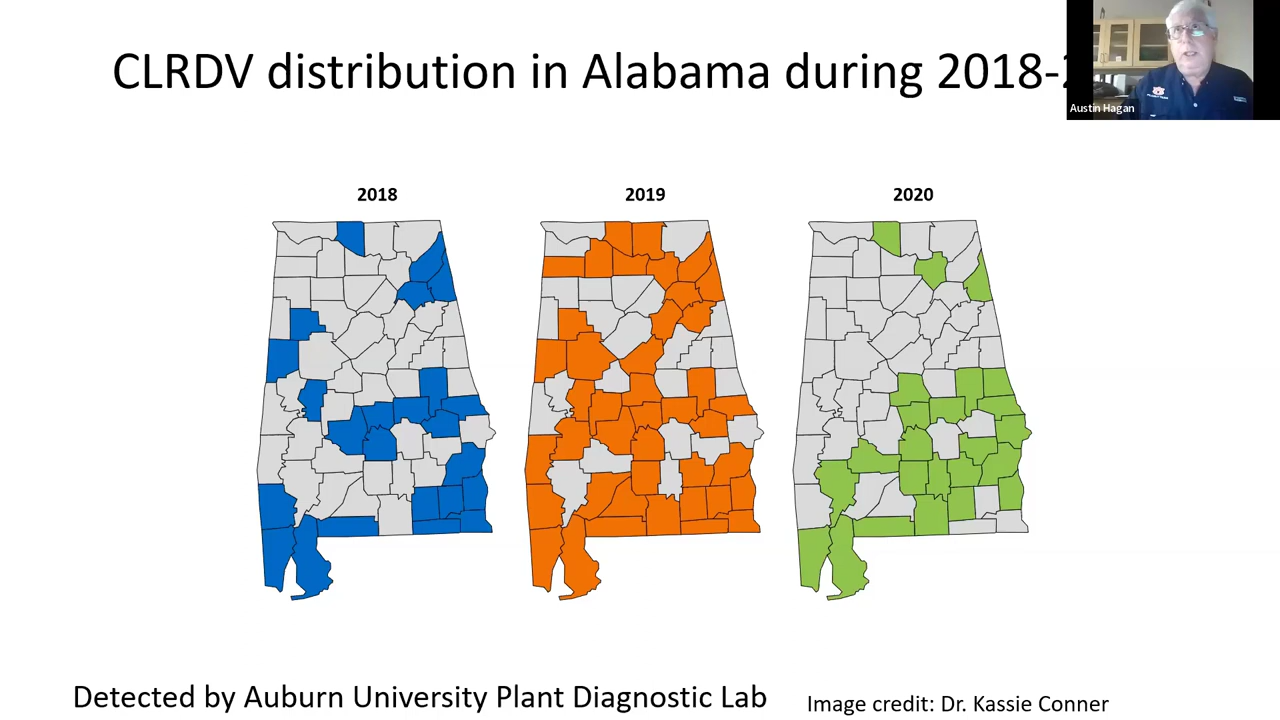 CLRDV distribution in Alabama during 2018-
Austin Hagan
2018
2019
2020
Detected by Auburn University Plant Diagnostic Lab
Image credit: Dr. Kassie Conner